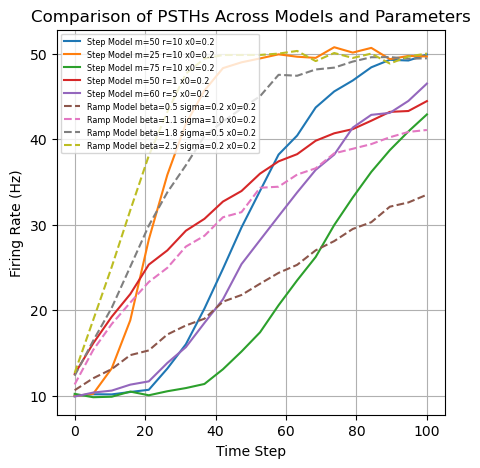 Comparison of PSTHs Across Models and Parameters
Step Model m=50 r=10 x0=0.2
Step Model m=25 r=10 x0=0.2
Step Model m=75 r=10 x0=0.2
Step Model m=50 r=1 x0=0.2
Step Model m=60 r=5 x0=0.2
Ramp Model beta=0.5 sigma=0.2 x0=0.2
Ramp Model beta=1.1 sigma=1.0 x0=0.2
Ramp Model beta=1.8 sigma=0.5 x0=0.2
Ramp Model beta=2.5 sigma=0.2 x0=0.2
50
40
30
20
10
Firing Rate (Hz)
0 20 40 60 80 100
Time Step